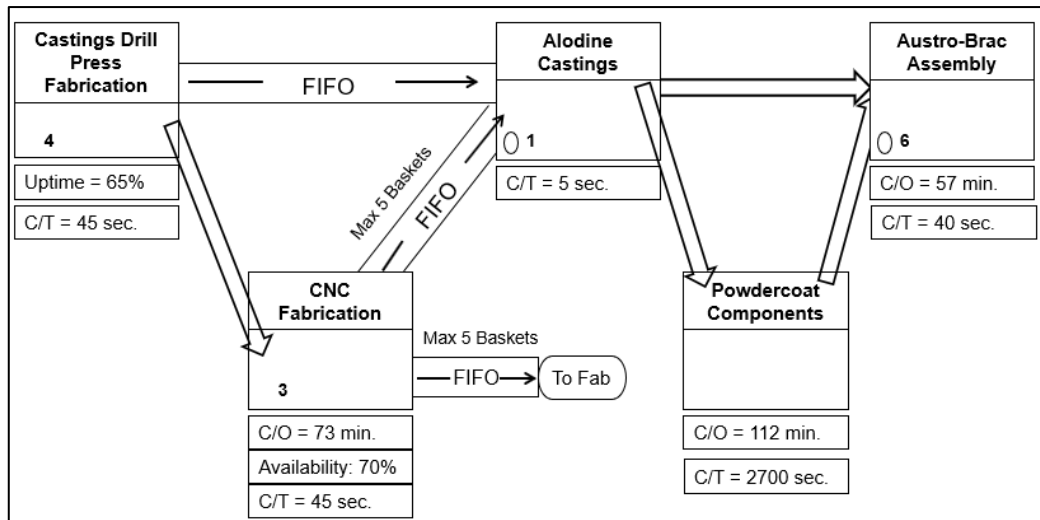 Castings Drill
Press
Fabrication
4
Uptime = 65%
C/T = 45 sec.
FIFO
Alodine
Castings
1
C/T = 5 sec.
Austro-Brac
Assembly
6
C/O = 57 min.
C/T = 40 sec.
Max 5 Baskets
FIFO
CNC
Fabrication
3
C/O = 73 min.
Availability: 70%
C/T = 45 sec.
Max 5 Baskets
FIFO
To Fab
Powdercoat
Components
C/O = 112 min.
C/T = 2700 sec.